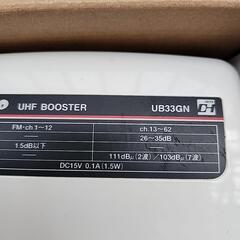 UHF BOOSTER UB33GN
FM・ch 1～12 ch.13～62
— 26～35dB
1.5dB以下 —
— 111dBμ(2波)／103dBμ(7波)
DC15V 0.1A (1.5W)